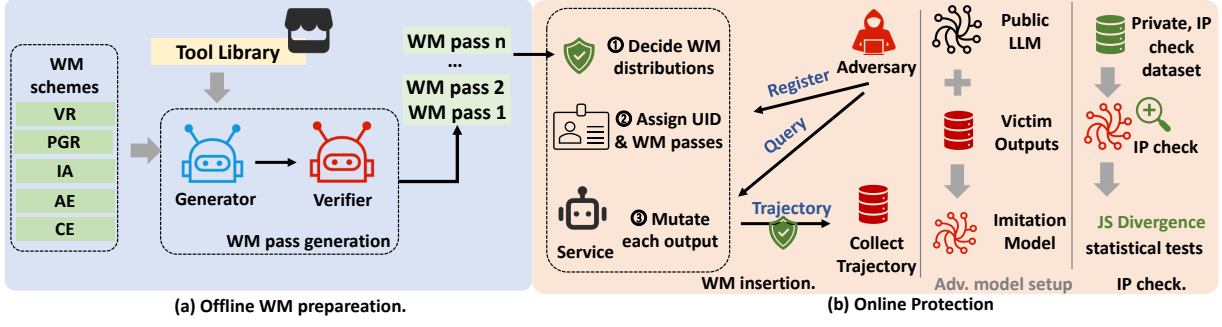 WM
schemes
VR
PGR
IA
AE
CE
Tool Library
Generator
Verifier
WM pass generation
WM pass n
...
WM pass 2
WM pass 1
(a) Offline WM prepareation.
① Decide WM
distributions
② Assign UID
& WM passes
Service
③ Mutate
each output
WM insertion.
Adversary
Register
Query
Trajectory
Collect
Trajectory
Public
LLM
Victim
Outputs
Imitation
Model
Adv. model setup
Private, IP
check
dataset
IP check
JS Divergence
statistical tests
IP check.
(b) Online Protection